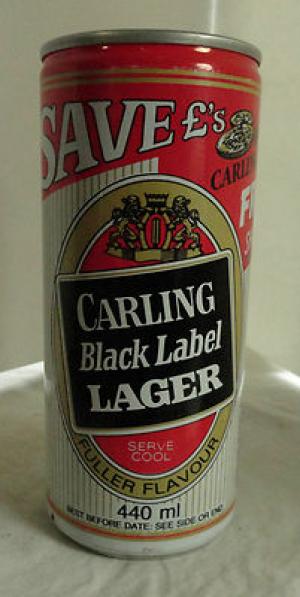 SAVE £'s
CARLING
Black Label
LAGER
SERVE
COOL
FULLER FLAVOUR
440 ml
BEST BEFORE DATE: SEE SIDE OR END